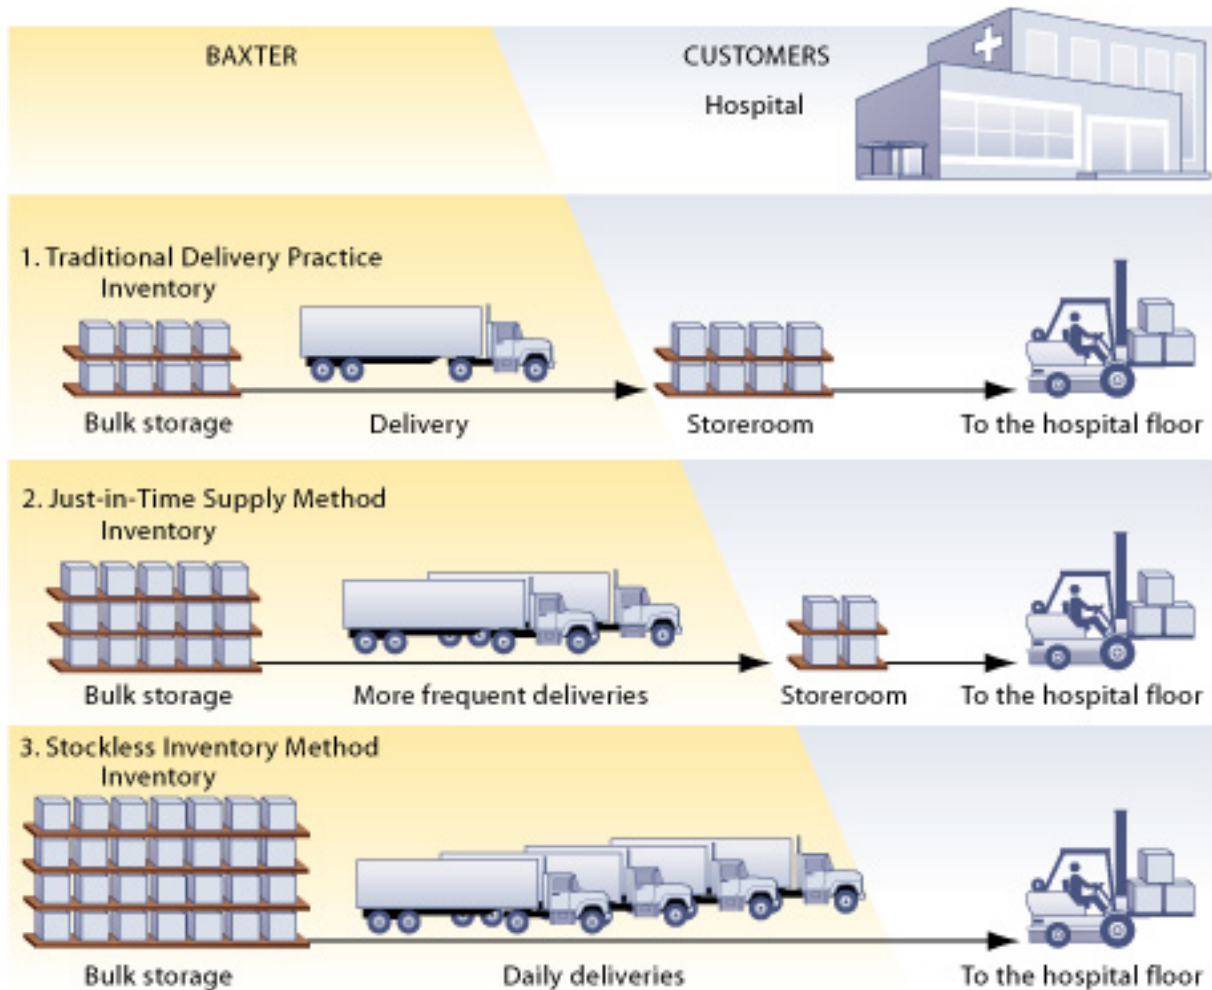 BAXTER
CUSTOMERS
Hospital
1. Traditional Delivery Practice
Inventory
Bulk storage
Delivery
Storeroom
To the hospital floor
2. Just-in-Time Supply Method
Inventory
Bulk storage
More frequent deliveries
Storeroom
To the hospital floor
3. Stockless Inventory Method
Inventory
Bulk storage
Daily deliveries
To the hospital floor